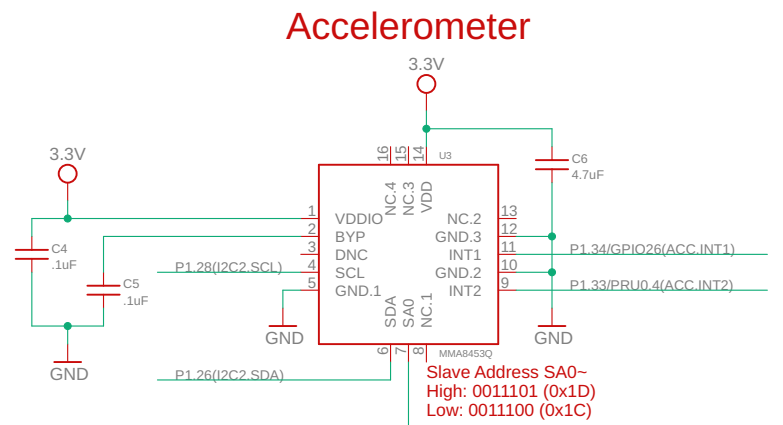 Accelerometer
3.3V
3.3V
16
15
14
U3
C6
4.7uF
NC.4
NC.3
VDD
1
VDDIO
NC.2
13
2
BYP
GND.3
12
3
DNC
INT1
11
P1.34/GPIO26(ACC.INT1)
C4
.1uF
P1.28(I2C2.SCL)
4
SCL
GND.2
10
C5
.1uF
5
GND.1
INT2
9
P1.33/PRU0.4(ACC.INT2)
SDA
SA0
NC.1
GND
GND
6
7
8
MMA8453Q
GND
P1.26(I2C2.SDA)
Slave Address SA0~
High: 0011101 (0x1D)
Low: 0011100 (0x1C)